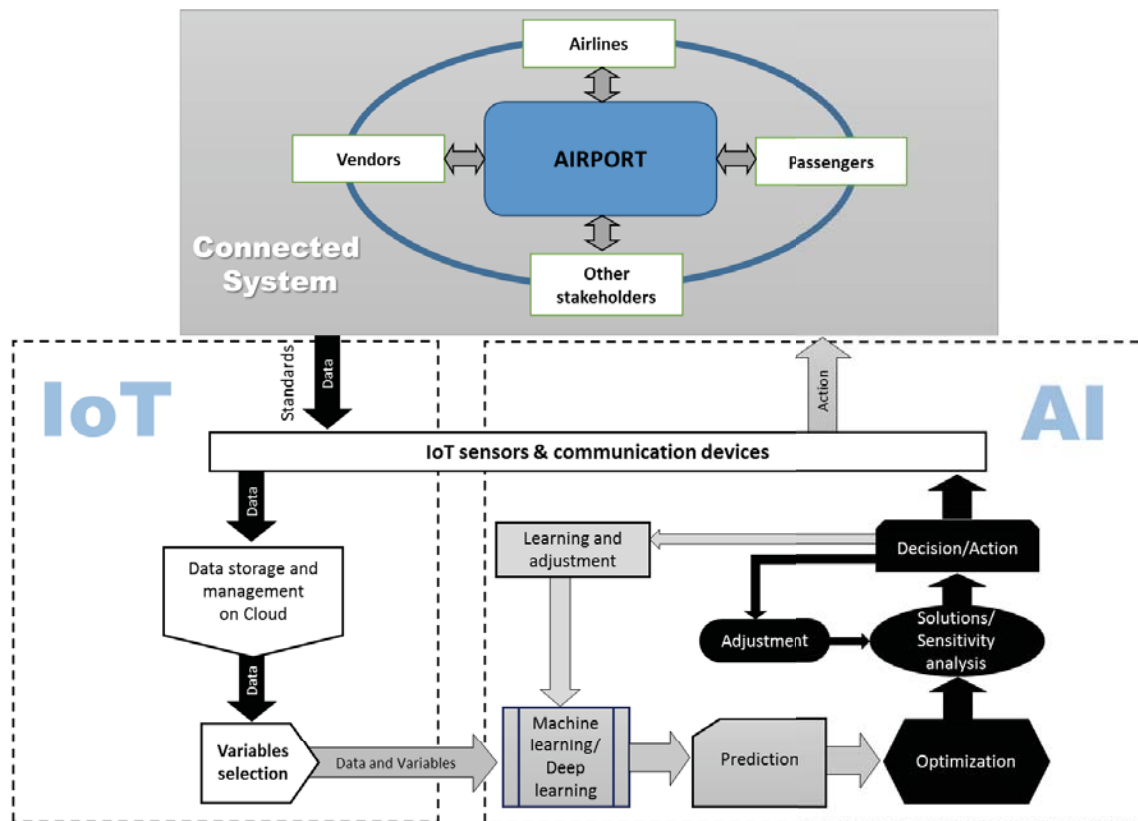 Airlines
Vendors
AIRPORT
Passengers
Connected
System
Other
stakeholders
Standards
Data
Action
IoT
AI
IoT sensors & communication devices
Data
Learning and
adjustment
Decision/Action
Data storage and
management
on Cloud
Adjustment
Solutions/
Sensitivity
analysis
Data
Variables
selection
Data and Variables
Machine
learning/
Deep
learning
Prediction
Optimization